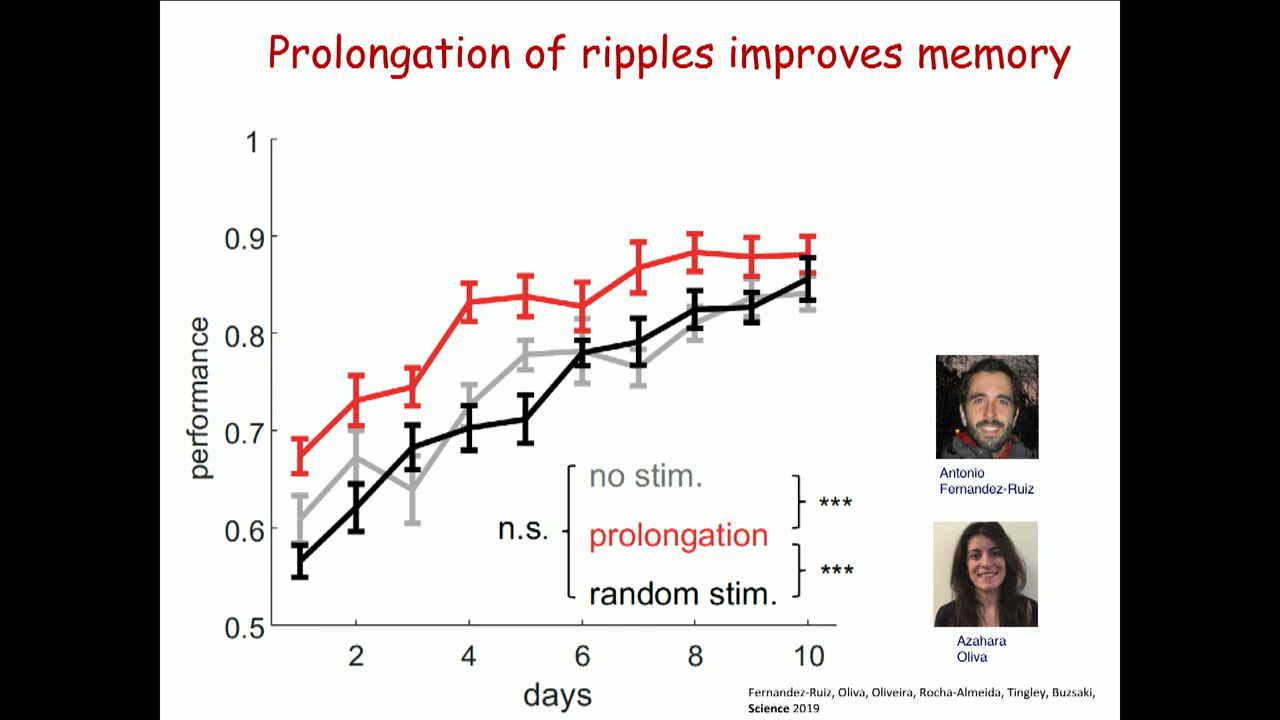 Prolongation of ripples improves memory
1
0.9
0.8
0.7
0.6
0.5
performance
2 4 6 8 10
days
no stim.
prolongation
random stim.
n.s.
***
***
Antonio
Fernandez-Ruiz
Azahara
Oliva
Fernandez-Ruiz, Oliva, Oliveira, Rocha-Almeida, Tingley, Buzsaki,
Science 2019